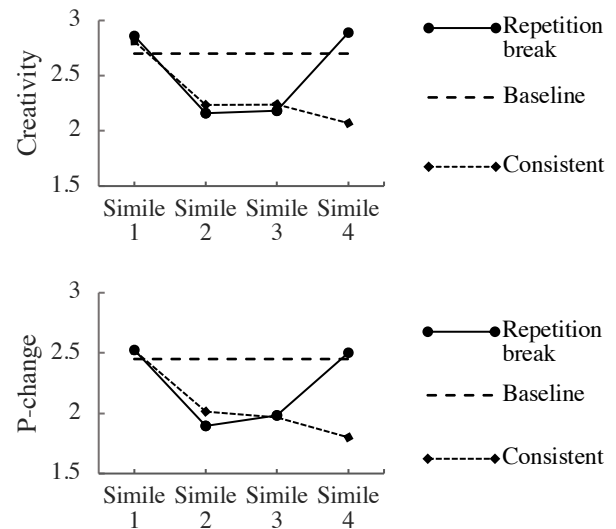 Creativity
3
2.5
2
1.5
Simile 1
Simile 2
Simile 3
Simile 4
Repetition
break
Baseline
Consistent
P-change
3
2.5
2
1.5
Simile 1
Simile 2
Simile 3
Simile 4
Repetition
break
Baseline
Consistent